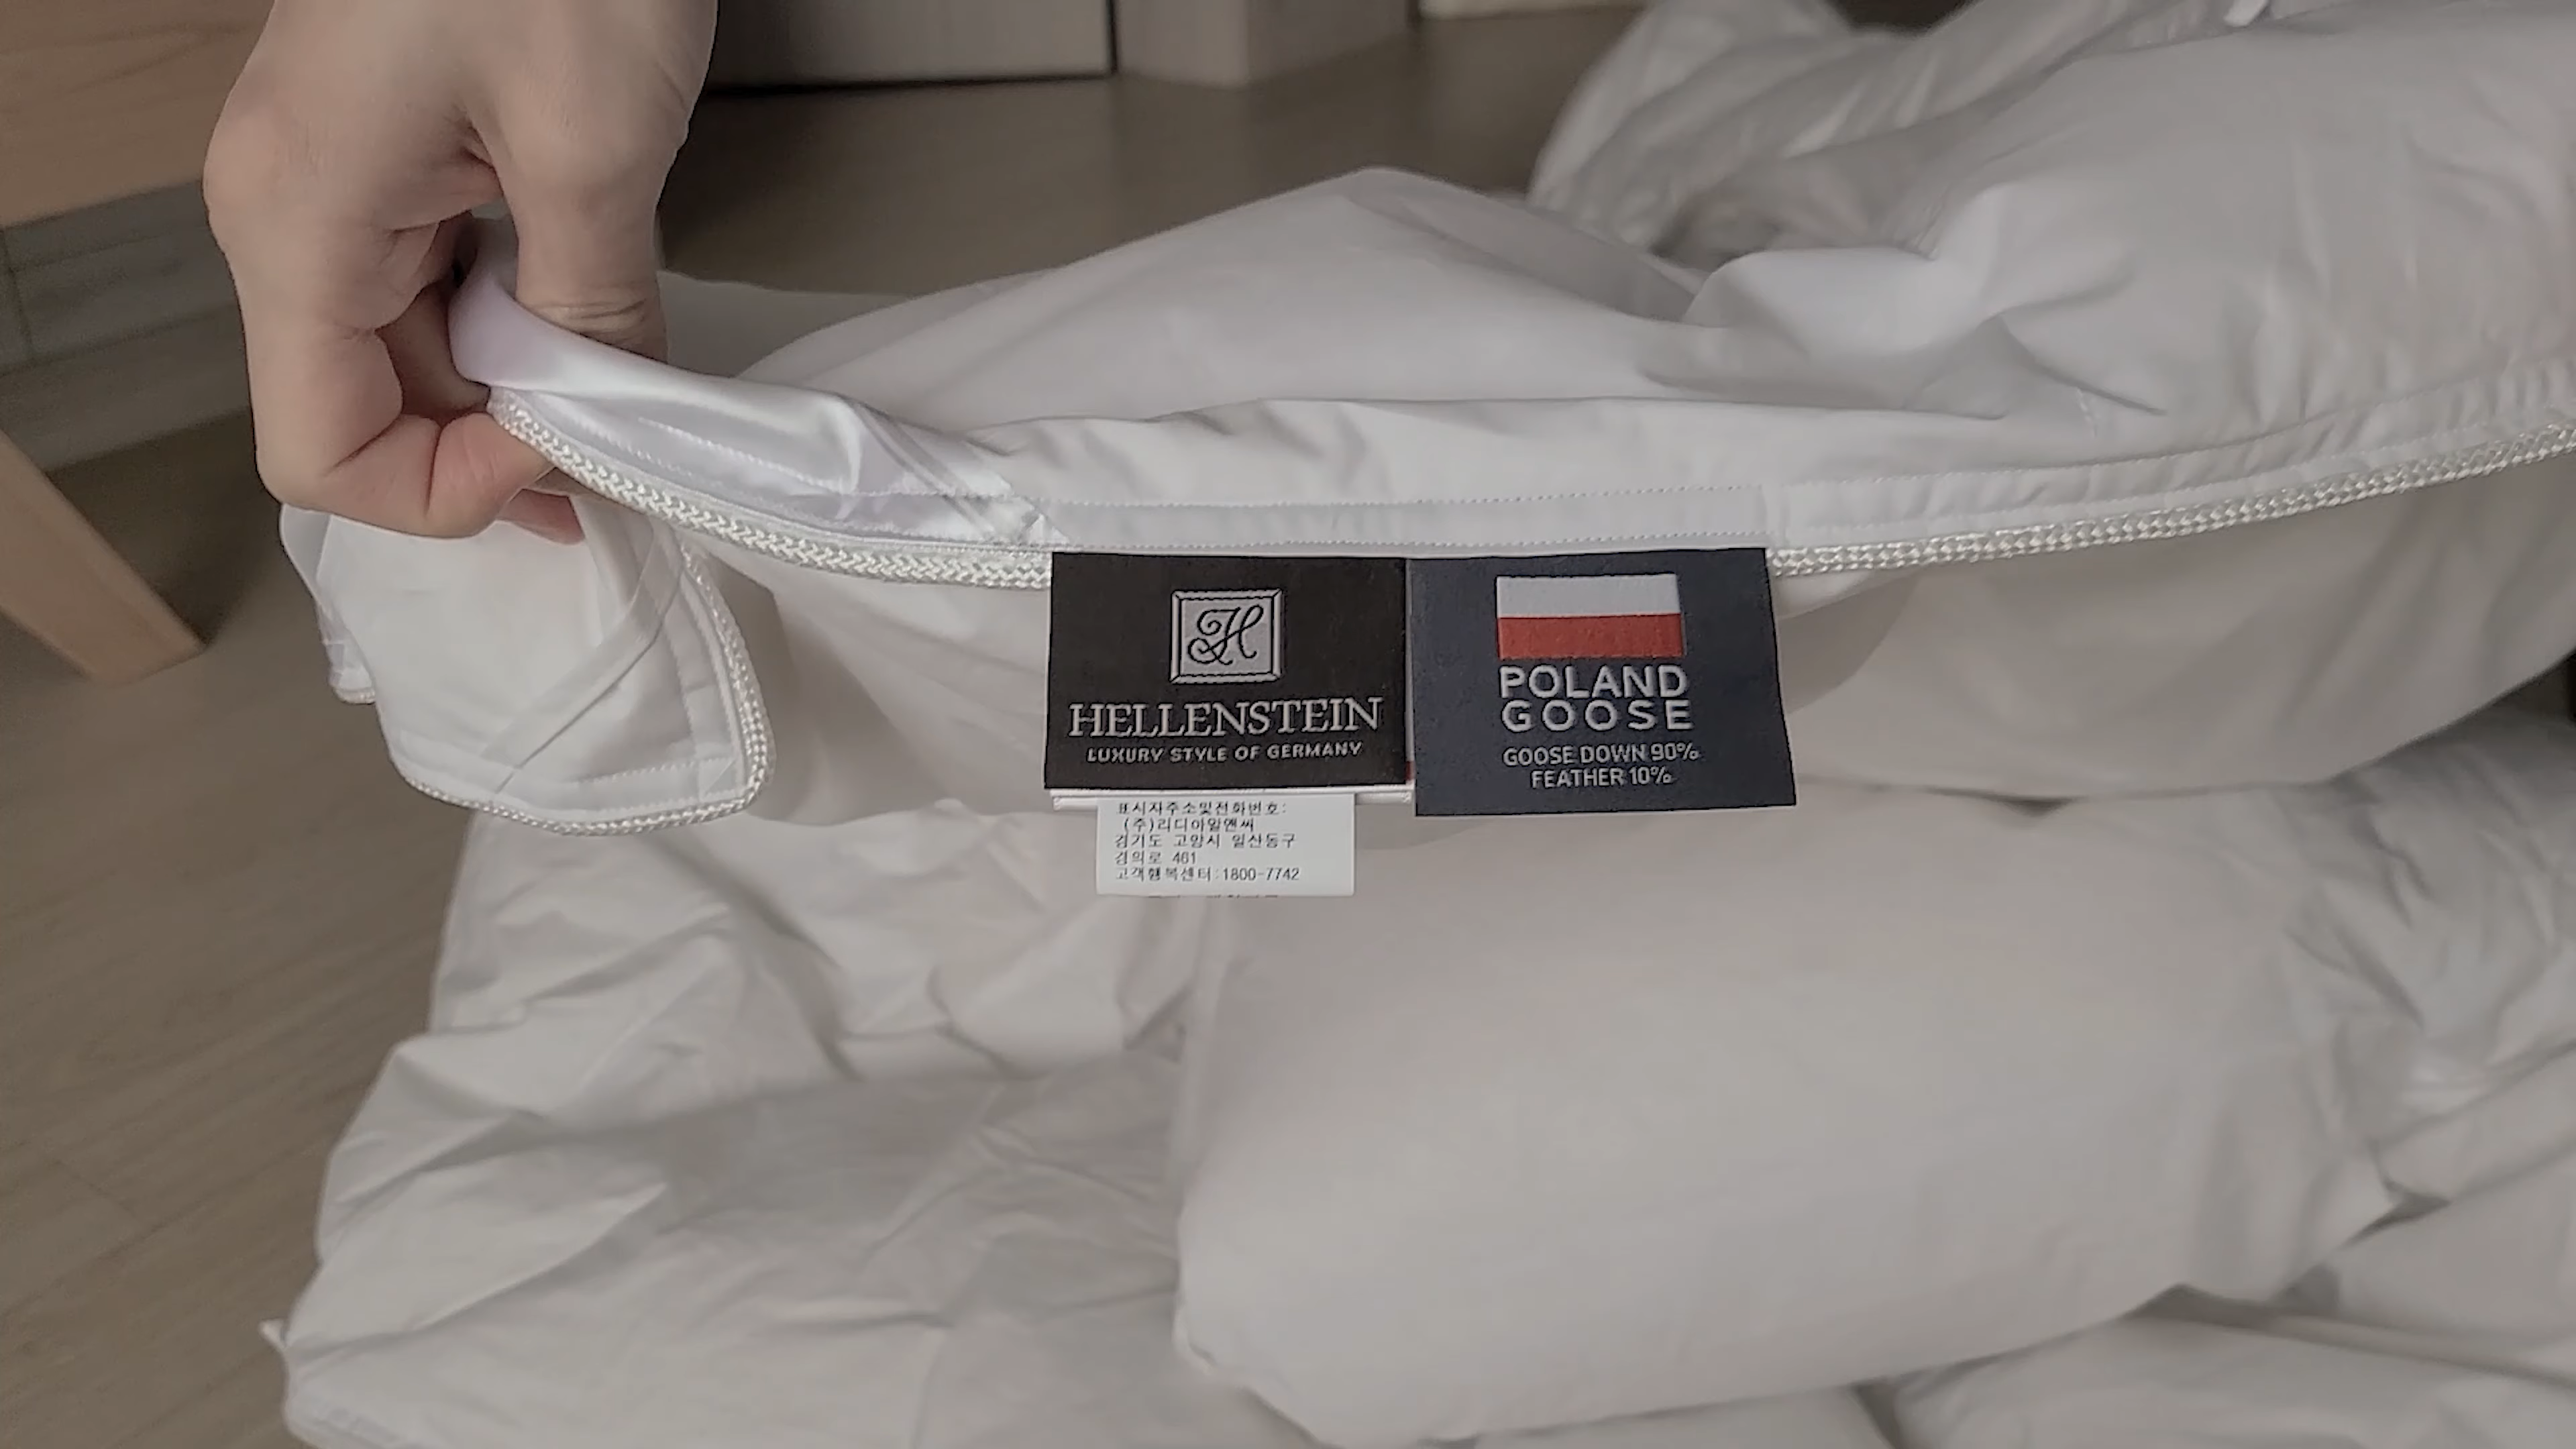 H
HELLENSTEIN
LUXURY STYLE OF GERMANY
POLAND
GOOSE
GOOSE DOWN 90%
FEATHER 10%
표시자주소및전화번호:
(주)리디아알앤씨
경기도 고양시 일산동구
경의로 461
고객행복센터:1800-7742